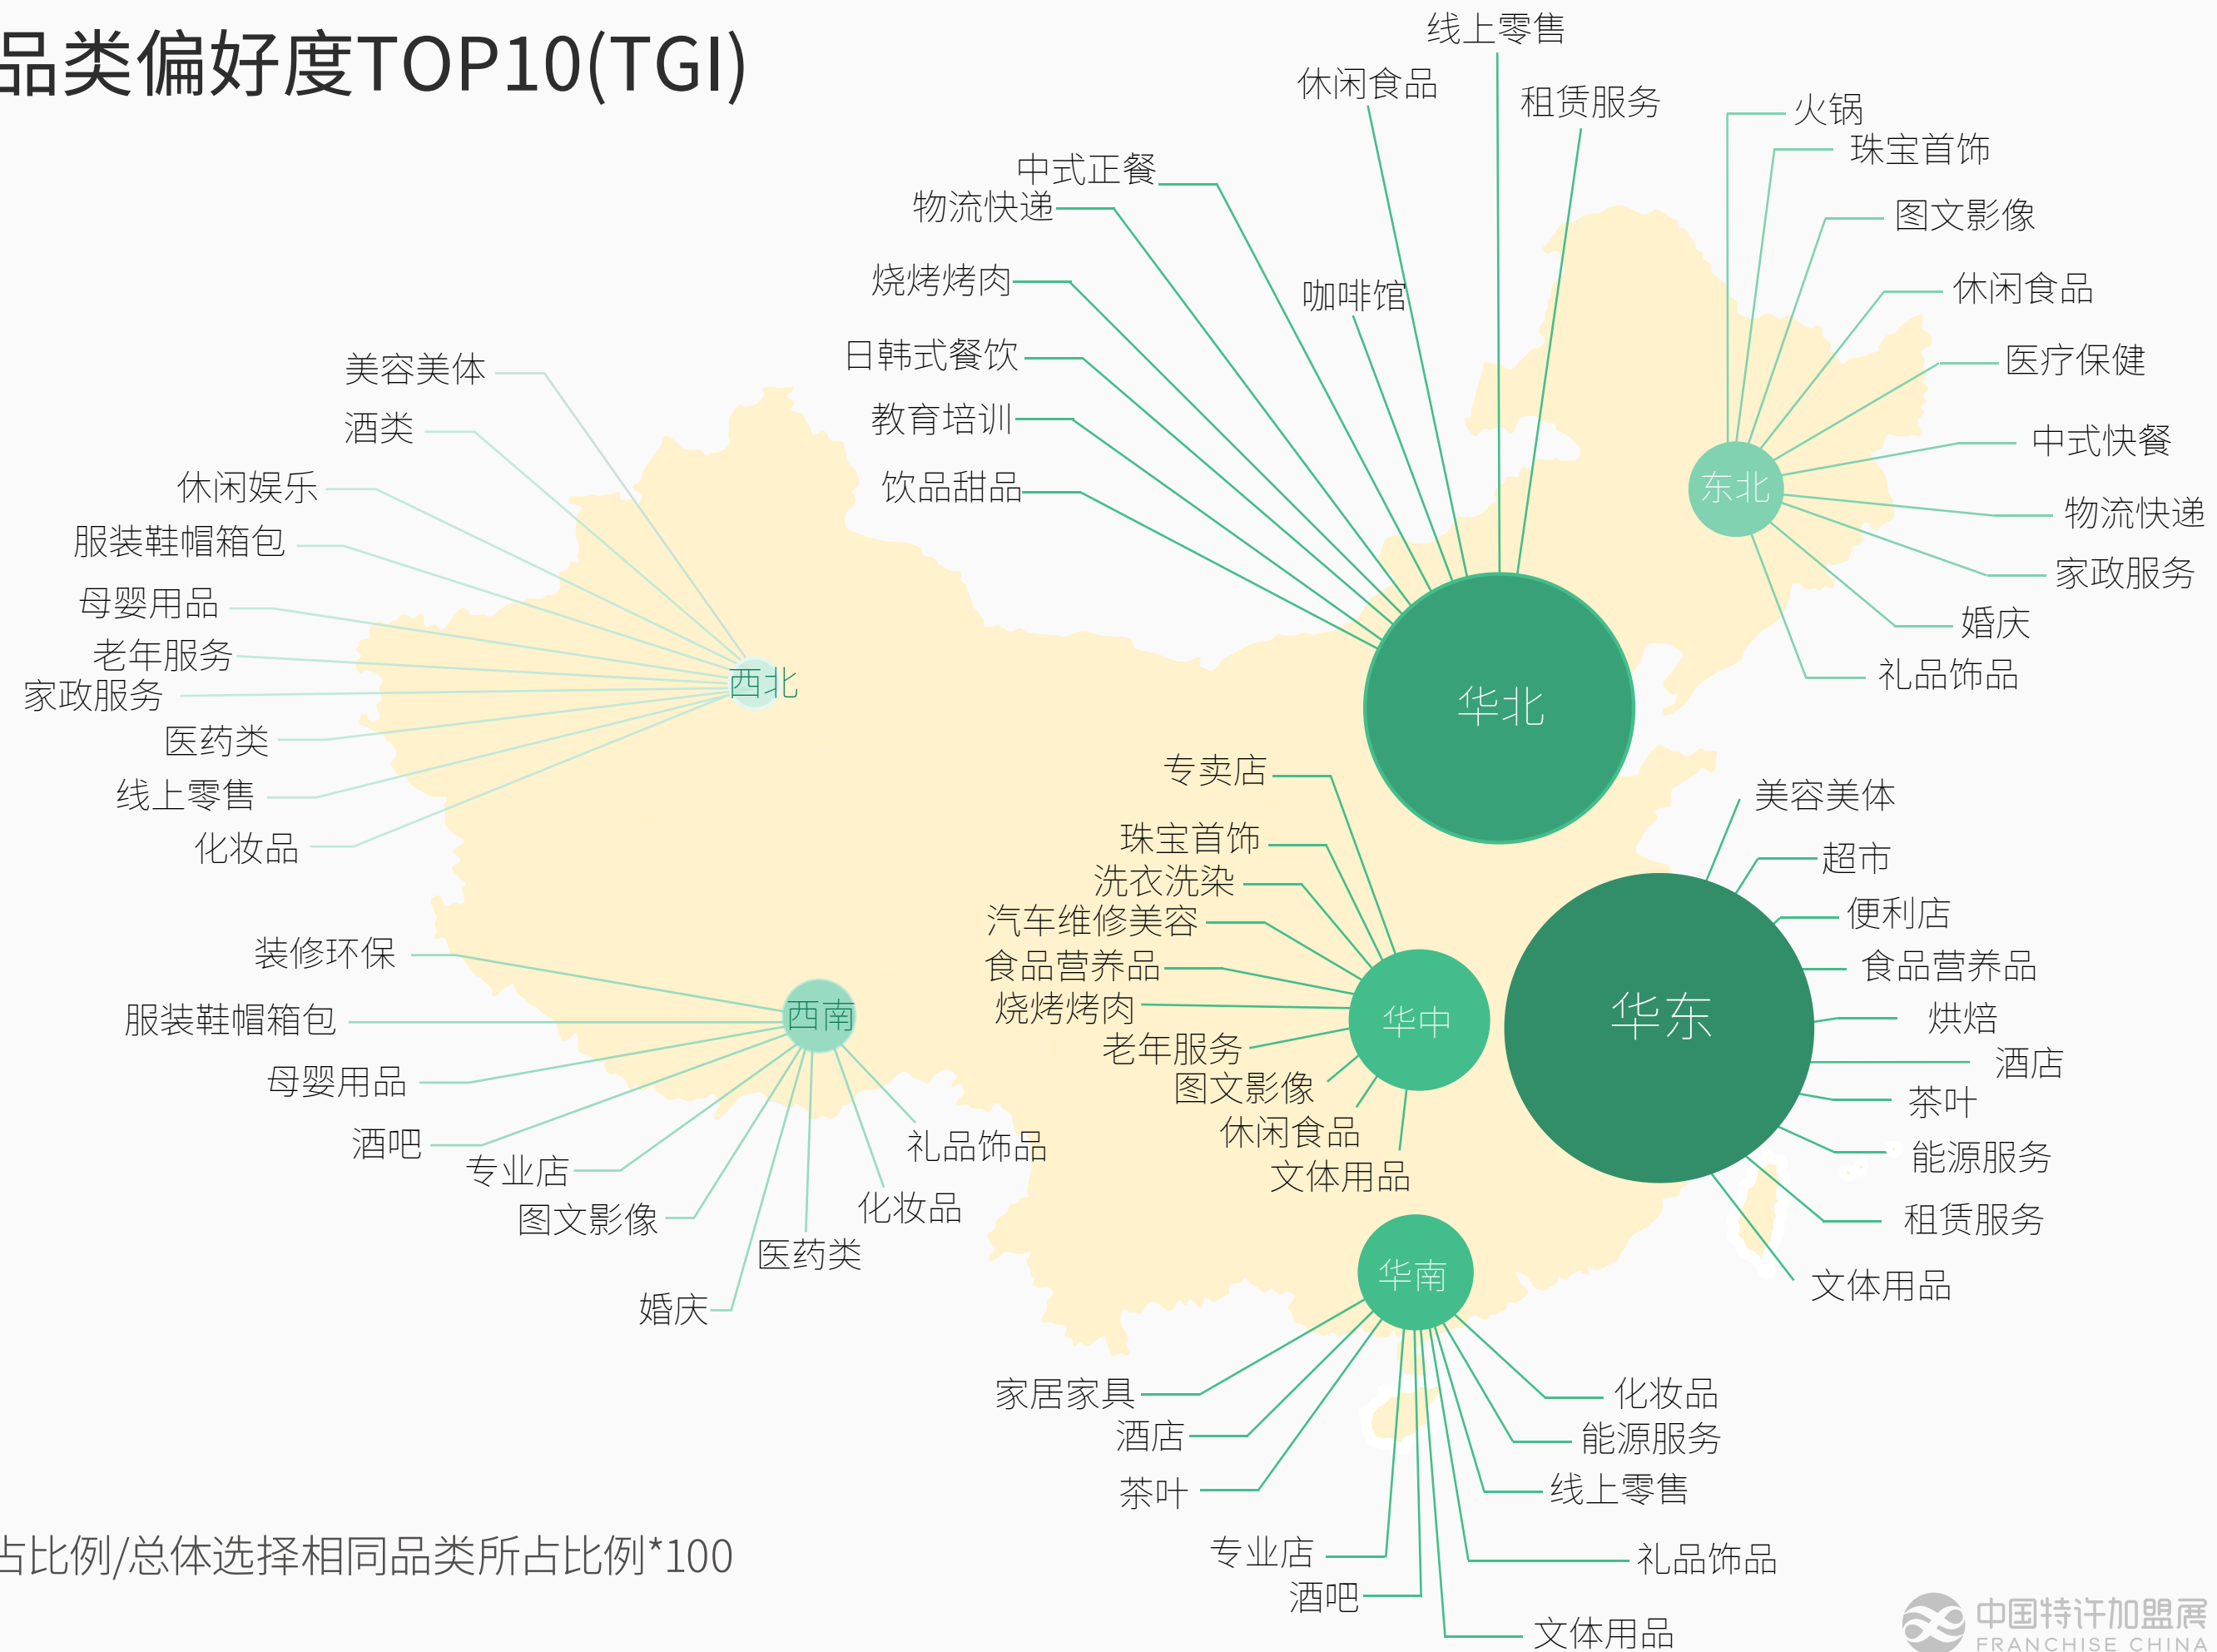 品类偏好度TOP10(TGI)
线上零售
休闲食品
租赁服务
中式正餐
物流快递
烧烤烤肉
咖啡馆
日韩式餐饮
教育培训
饮品甜品
华北
火锅
珠宝首饰
图文影像
休闲食品
医疗保健
中式快餐
物流快递
家政服务
婚庆
礼品饰品
东北
美容美体
酒类
休闲娱乐
服装鞋帽箱包
母婴用品
老年服务
家政服务
医药类
线上零售
化妆品
西北
专卖店
珠宝首饰
洗衣洗染
汽车维修美容
食品营养品
烧烤烤肉
老年服务
图文影像
休闲食品
文体用品
华中
美容美体
超市
便利店
食品营养品
烘焙
酒店
茶叶
能源服务
租赁服务
文体用品
华东
装修环保
服装鞋帽箱包
母婴用品
酒吧
专业店
图文影像
婚庆
医药类
化妆品
礼品饰品
西南
华南
家居家具
酒店
茶叶
专业店
酒吧
化妆品
能源服务
线上零售
礼品饰品
文体用品
占比例/总体选择相同品类所占比例*100
中国特许加盟展
FRANCHISE CHINA